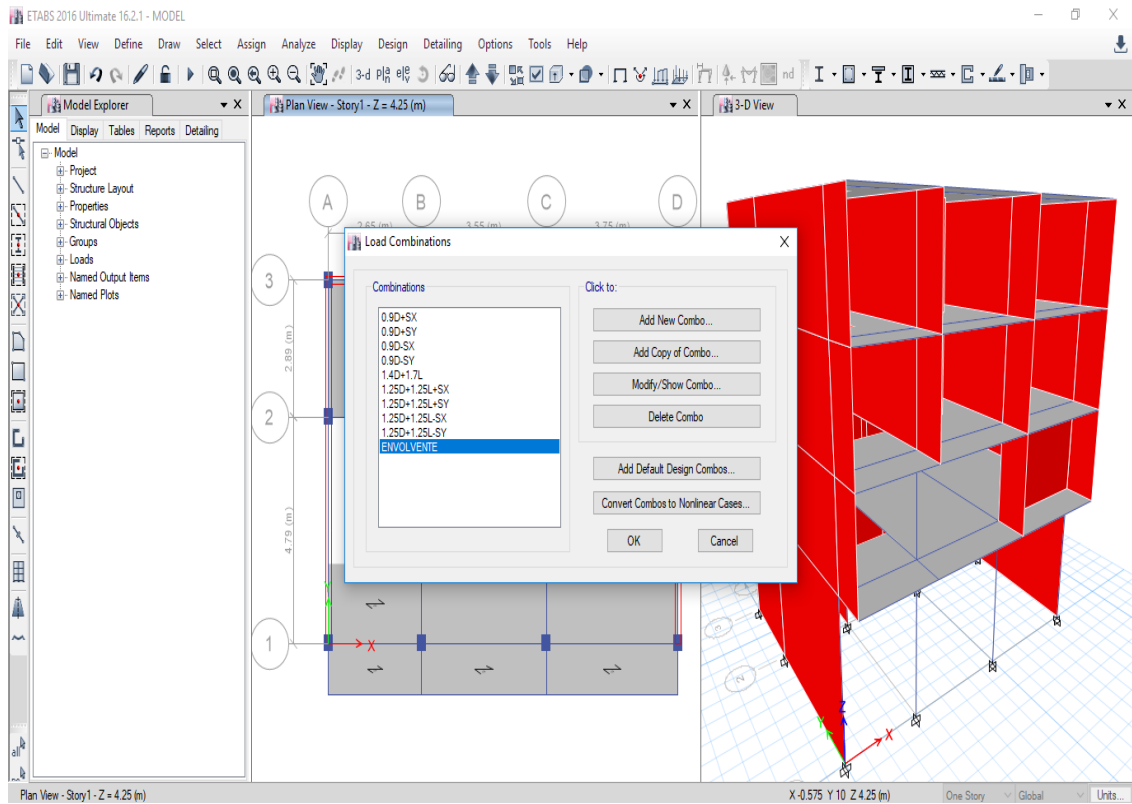 ETABS 2016 Ultimate 16.2.1 - MODEL
File Edit View Define Draw Select Assign Analyze Display Design Detailing Options Tools Help
3-d nd
Model Explorer
Plan View - Story1 - Z = 4.25 (m)
3-D View
Model Display Tables Reports Detailing
Model
Project
Structure Layout
Properties
Structural Objects
Groups
Loads
Named Output Items
Named Plots
A B C D
2.65 (m) 3.55 (m) 3.75 (m)
3
2.89 (m)
2
4.79 (m)
1
Y
X
Load Combinations
Combinations
0.9D+SX
0.9D+SY
0.9D-SX
0.9D-SY
1.4D+1.7L
1.25D+1.25L+SX
1.25D+1.25L+SY
1.25D+1.25L-SX
1.25D+1.25L-SY
ENVOLVENTE
Click to:
Add New Combo...
Add Copy of Combo...
Modify/Show Combo...
Delete Combo
Add Default Design Combos...
Convert Combos to Nonlinear Cases...
OK Cancel
3
2
Z
Y
X
all
Plan View - Story1 - Z = 4.25 (m)
X -0.575 Y 10 Z 4.25 (m)
One Story
Global
Units...